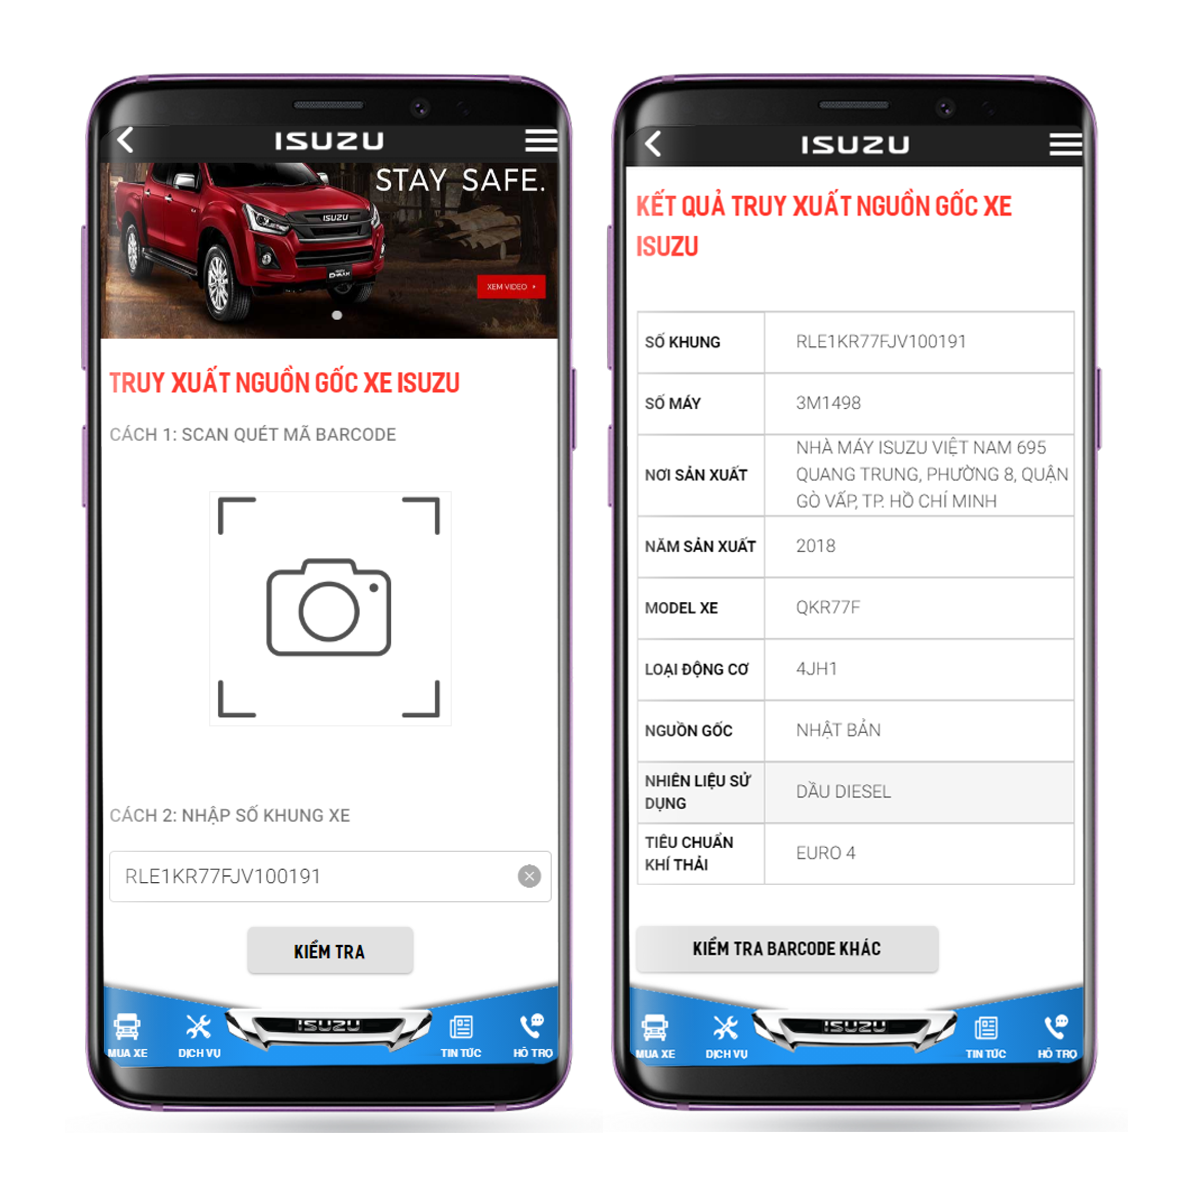 ISUZU
STAY SAFE.
ISUZU
D-MAX
XEM VIDEO
TRUY XUẤT NGUỒN GỐC XE ISUZU
CÁCH 1: SCAN QUÉT MÃ BARCODE
CÁCH 2: NHẬP SỐ KHUNG XE
RLE1KR77FJV100191
KIỂM TRA
ISUZU
MUA XE
DỊCH VỤ
TIN TỨC
HỖ TRỢ
ISUZU
KẾT QUẢ TRUY XUẤT NGUỒN GỐC XE
ISUZU
SỐ KHUNG RLE1KR77FJV100191
SỐ MÁY 3M1498
NHÀ MÁY ISUZU VIỆT NAM 695
NƠI SẢN XUẤT QUANG TRUNG, PHƯỜNG 8, QUẬN
GÒ VẤP, TP. HỒ CHÍ MINH
NĂM SẢN XUẤT 2018
MODEL XE QKR77F
LOẠI ĐỘNG CƠ 4JH1
NGUỒN GỐC NHẬT BẢN
NHIÊN LIỆU SỬ
DỤNG DẦU DIESEL
TIÊU CHUẨN
KHÍ THẢI EURO 4
KIỂM TRA BARCODE KHÁC
ISUZU
MUA XE
DỊCH VỤ
TIN TỨC
HỖ TRỢ